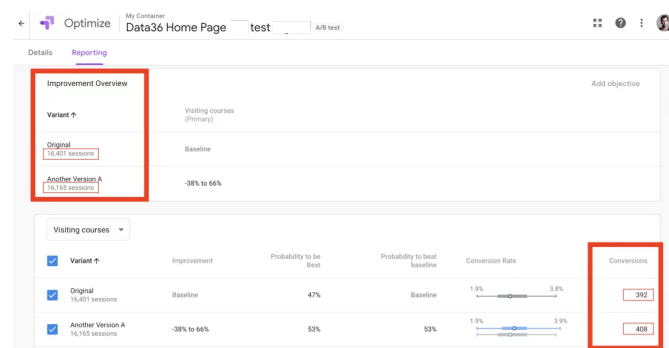 My Container
Optimize
Data36 Home Page test
A/B test
Details
Reporting
Improvement Overview
Add objective
Variant ↑
Visiting courses
(Primary)
Original
16,401 sessions
Baseline
Another Version A
16,165 sessions
-38% to 66%
Visiting courses
Variant ↑
Improvement
Probability to be
Best
Probability to beat
baseline
Conversion Rate
Conversions
Original
16,401 sessions
Baseline
47%
Baseline
1.9%
3.8%
392
Another Version A
16,165 sessions
-38% to 66%
53%
53%
1.9%
3.9%
408